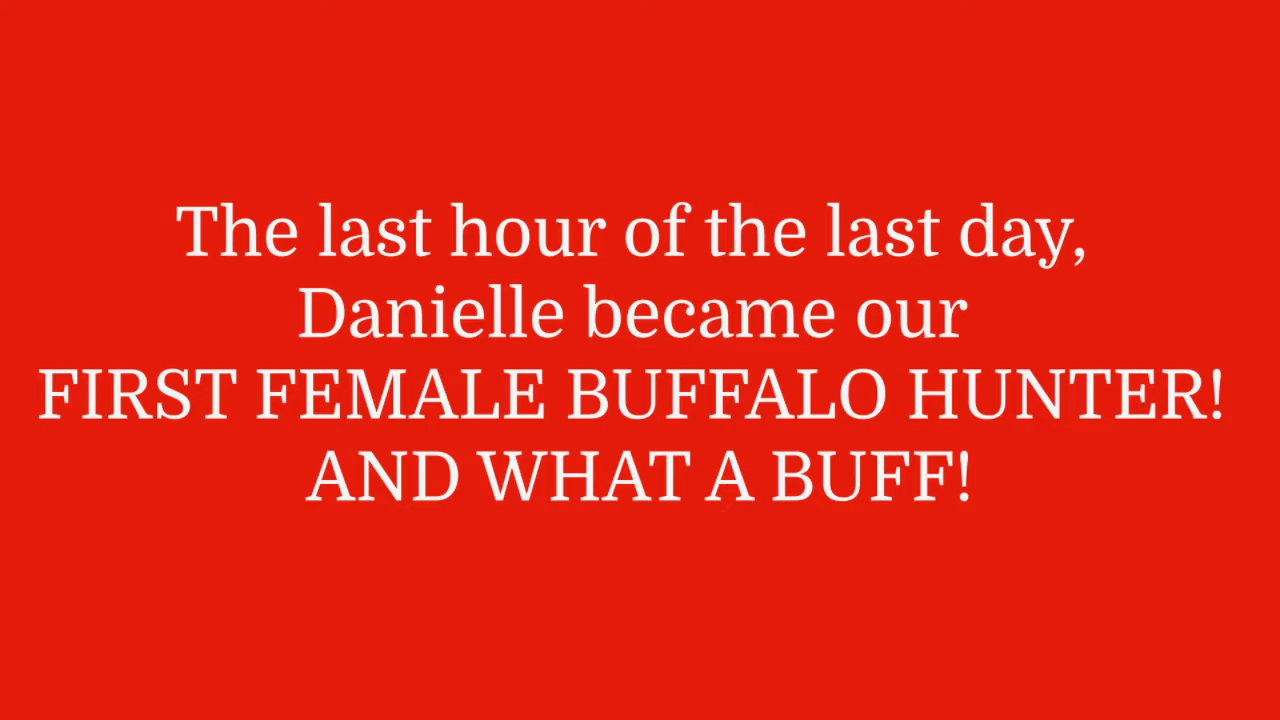 The last hour of the last day,
Danielle became our
FIRST FEMALE BUFFALO HUNTER!
AND WHAT A BUFF!